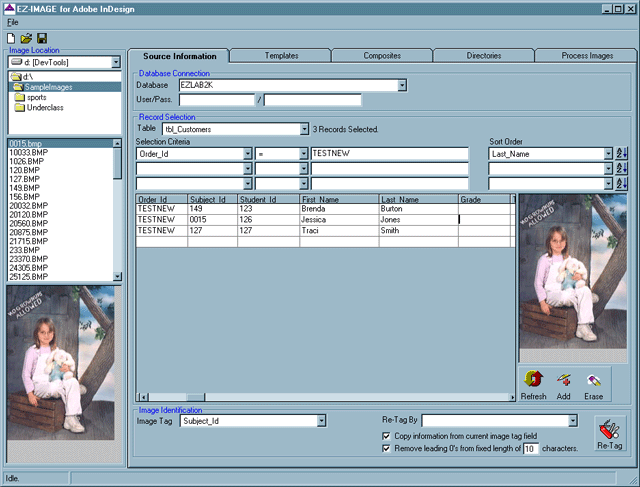 EZ-IMAGE for Adobe InDesign
File
Image Location
d: [DevTools]
d:\
SampleImages
sports
Underclass
0015.bmp
10033.BMP
1026.BMP
120.BMP
127.BMP
149.BMP
156.BMP
20032.BMP
20120.BMP
20560.BMP
20875.BMP
21715.BMP
233.BMP
23370.BMP
24305.BMP
25125.BMP
NO GROWNUPS
ALLOWED
Source Information
Templates
Composites
Directories
Process Images
Database Connection
Database
EZLAB2K
User/Pass.
/
Record Selection
Table
tbl_Customers
3 Records Selected.
Selection Criteria
Sort Order
Order_Id
=
TESTNEW
Last_Name
Order_Id Subject_Id Student_Id First_Name Last_Name Grade
TESTNEW 149 123 Brenda Burton
TESTNEW 0015 126 Jessica Jones
TESTNEW 127 127 Traci Smith
NO GROWNUPS
ALLOWED
Refresh
Add
Erase
Image Identification
Image Tag
Subject_Id
Re-Tag By
Copy information from current image tag field
Remove leading 0's from fixed length of 10 characters.
Re-Tag
Idle.